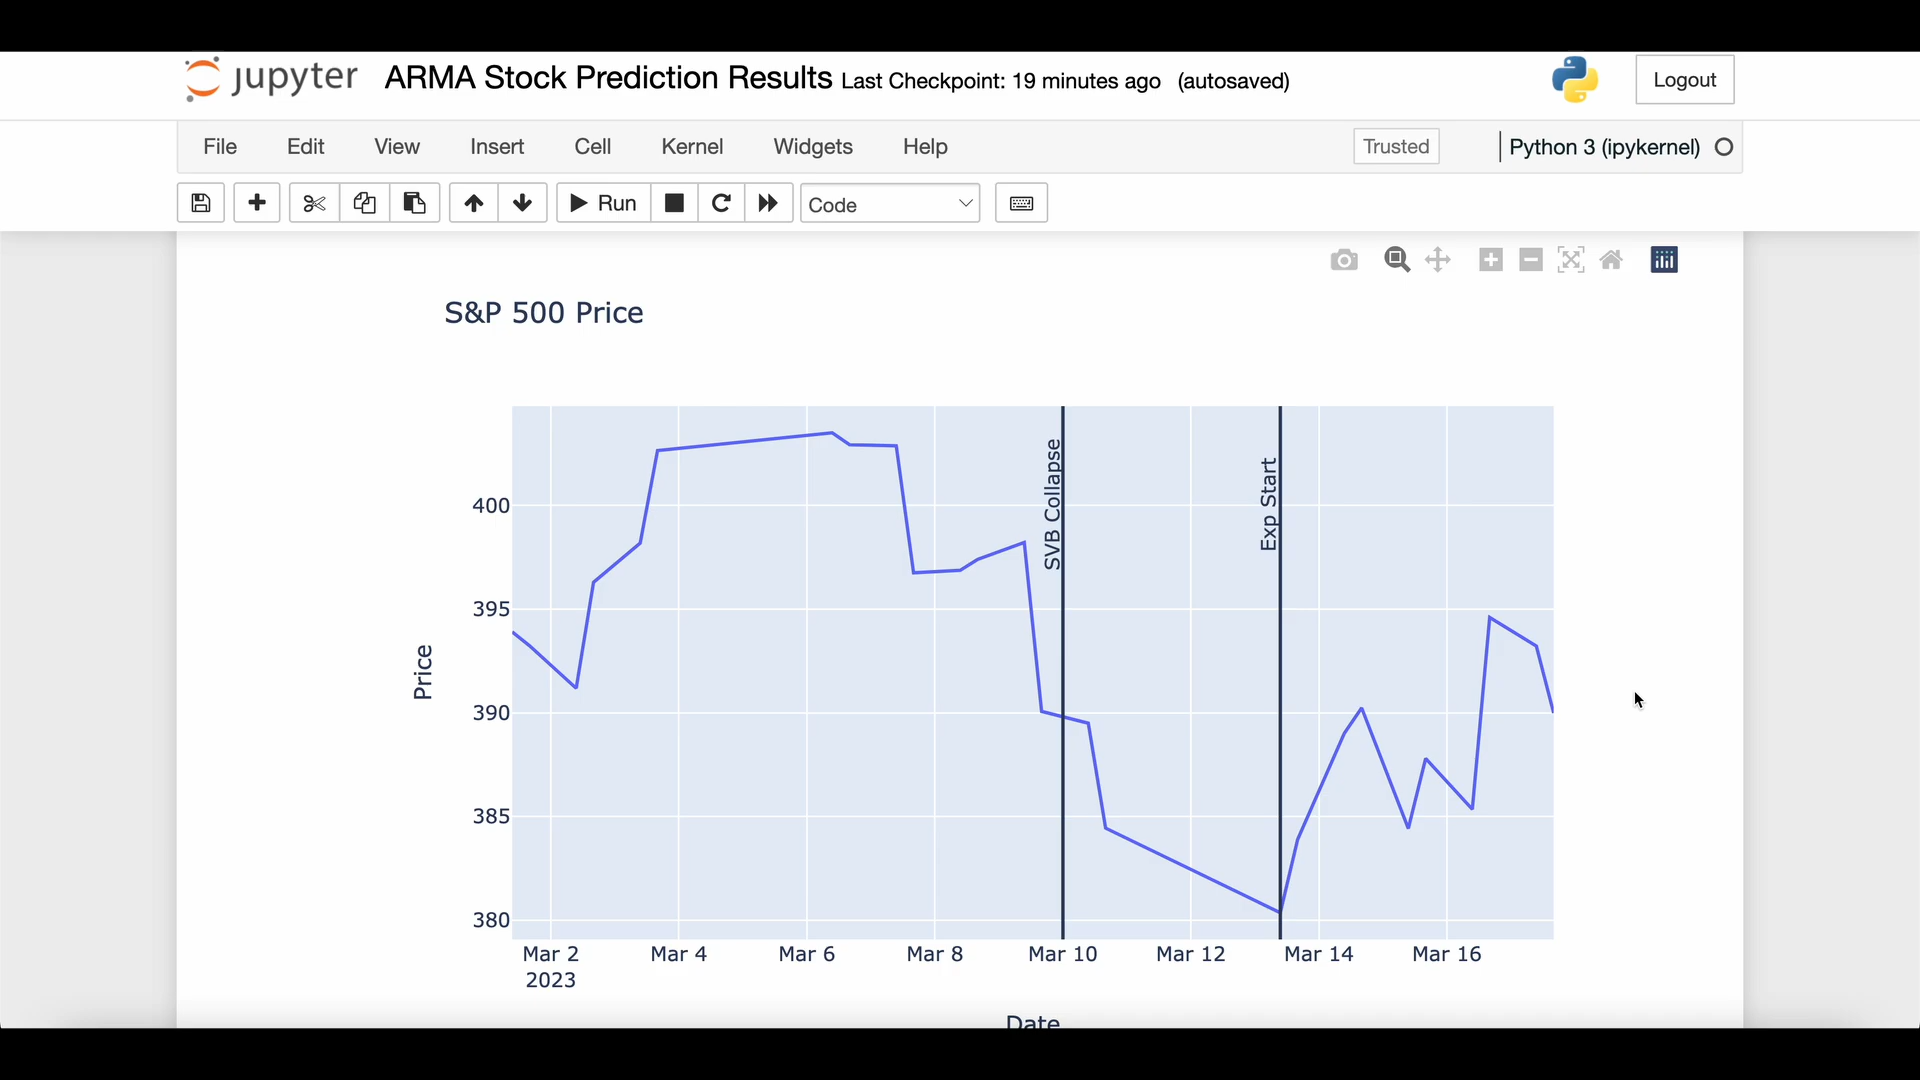 jupyter ARMA Stock Prediction Results Last Checkpoint: 19 minutes ago (autosaved) Logout
File Edit View Insert Cell Kernel Widgets Help Trusted Python 3 (ipykernel)
Run Code
S&P 500 Price
SVB Collapse
Exp Start
400
395
390
385
380
Price
Mar 2 Mar 4 Mar 6 Mar 8 Mar 10 Mar 12 Mar 14 Mar 16
2023
Date